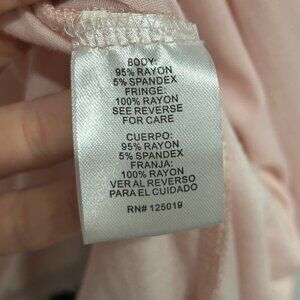 BODY:
95% RAYON
5% SPANDEX
FRINGE:
100% RAYON
SEE REVERSE
FOR CARE
CUERPO:
95% RAYON
5% SPANDEX
FRANJA:
100% RAYON
VER AL REVERSO
PARA EL CUIDADO
RN# 125019